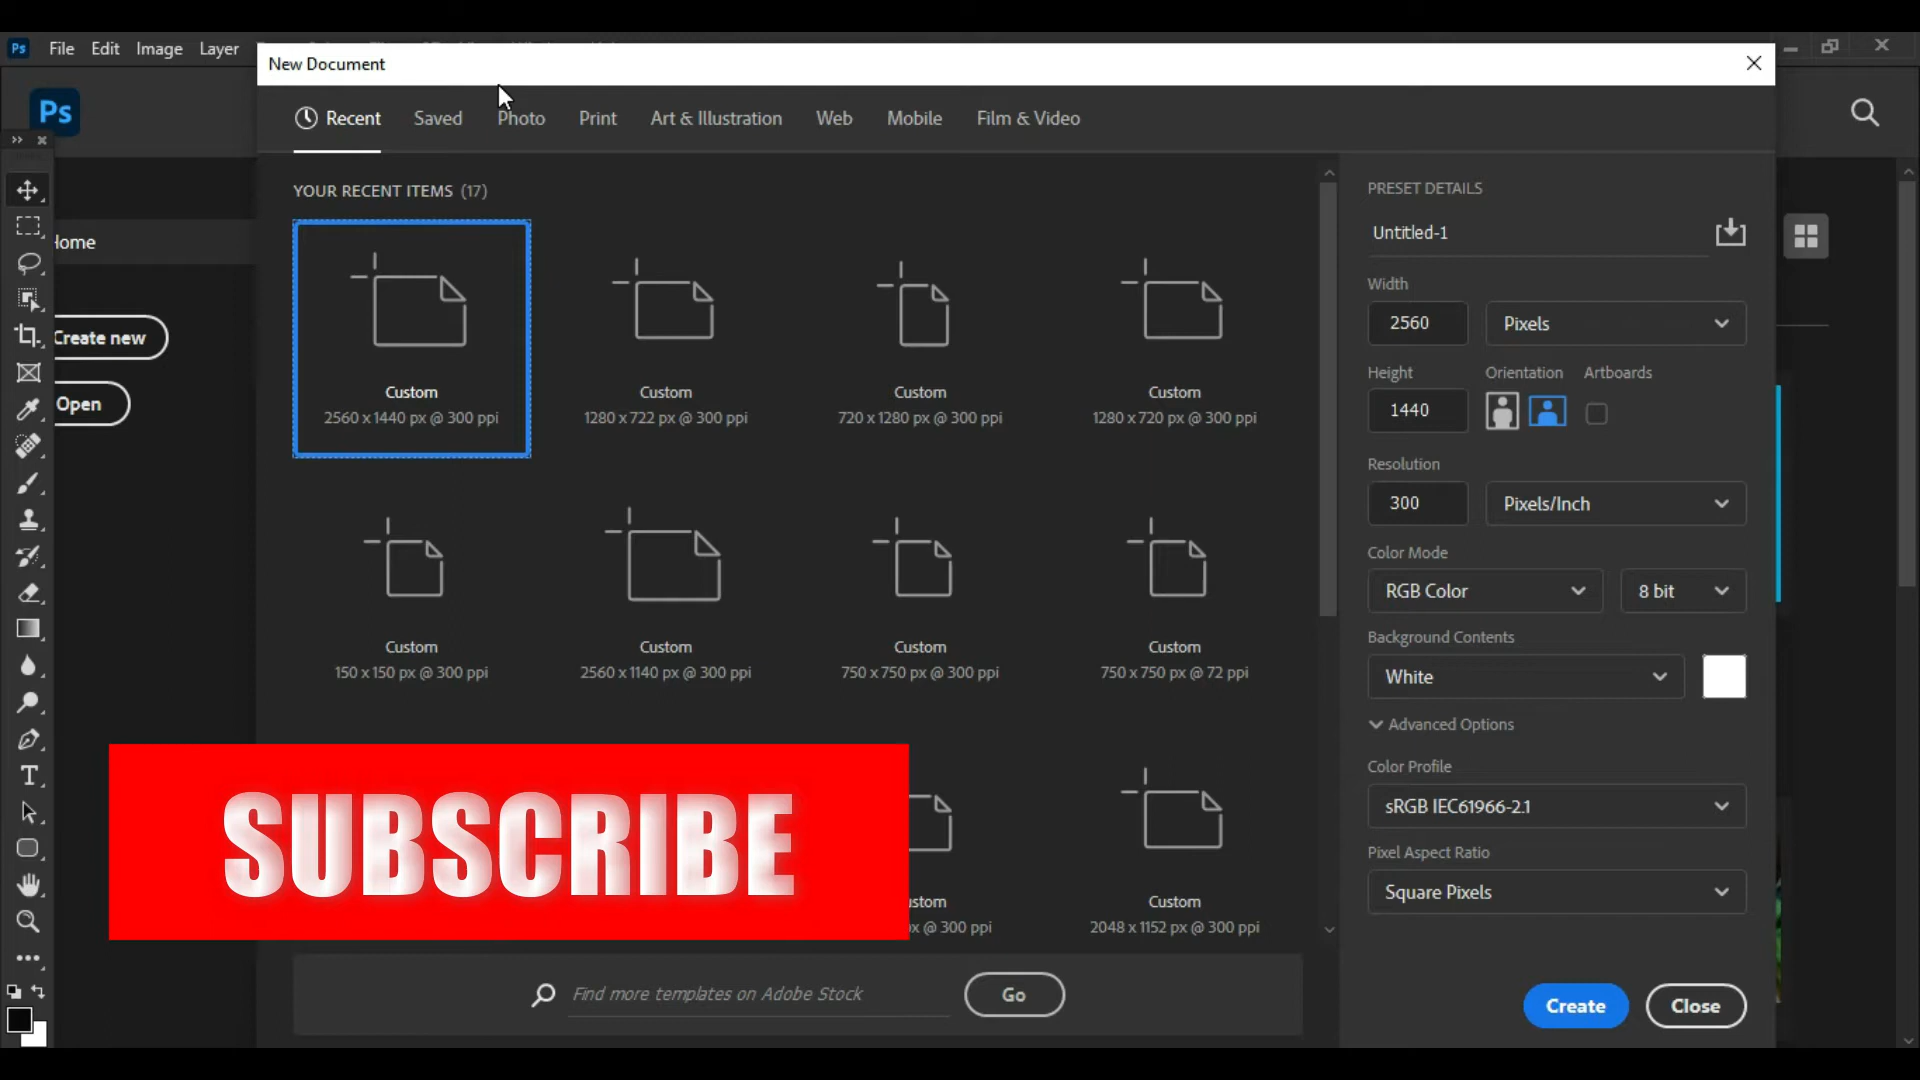 Ps File Edit Image Layer
New Document
Ps
Recent Saved Photo Print Art & Illustration Web Mobile Film & Video
YOUR RECENT ITEMS (17)
Home
Create new
Open
Custom
2560 x 1440 px @ 300 ppi
Custom
1280 x 722 px @ 300 ppi
Custom
720 x 1280 px @ 300 ppi
Custom
1280 x 720 px @ 300 ppi
Custom
150 x 150 px @ 300 ppi
Custom
2560 x 1140 px @ 300 ppi
Custom
750 x 750 px @ 300 ppi
Custom
750 x 750 px @ 72 ppi
SUBSCRIBE
ustom
x @ 300 ppi
Custom
2048 x 1152 px @ 300 ppi
Find more templates on Adobe Stock Go
PRESET DETAILS
Untitled-1
Width
2560 Pixels
Height Orientation Artboards
1440
Resolution
300 Pixels/Inch
Color Mode
RGB Color 8 bit
Background Contents
White
Advanced Options
Color Profile
sRGB IEC61966-2.1
Pixel Aspect Ratio
Square Pixels
Create Close
T